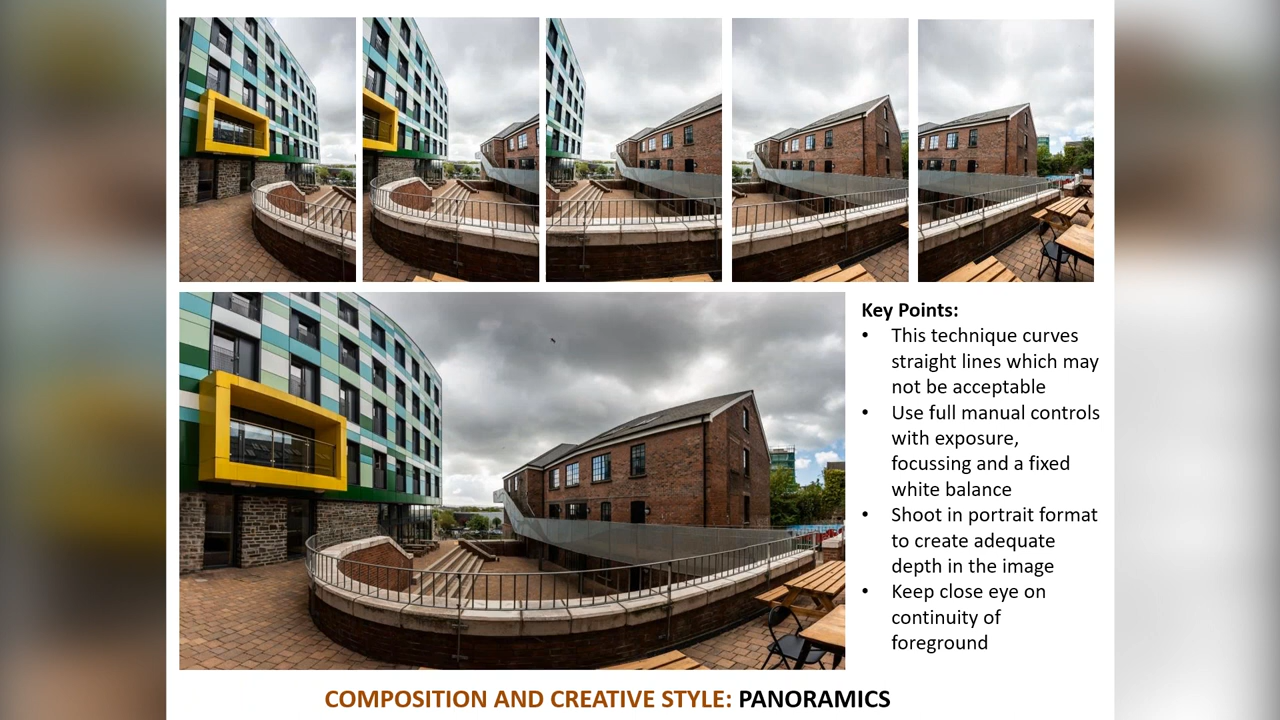 Key Points:
• This technique curves
straight lines which may
not be acceptable
• Use full manual controls
with exposure,
focussing and a fixed
white balance
• Shoot in portrait format
to create adequate
depth in the image
• Keep close eye on
continuity of
foreground
COMPOSITION AND CREATIVE STYLE: PANORAMICS